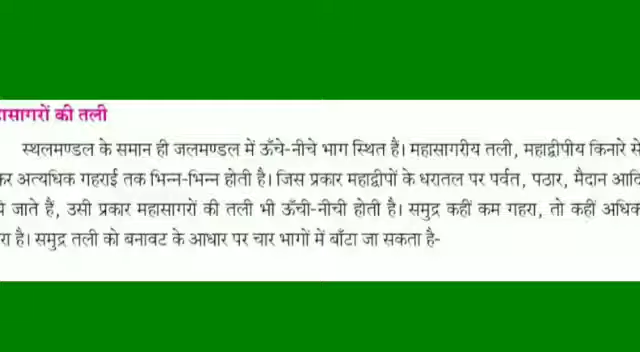 ासागरों की तली
स्थलमण्डल के समान ही जलमण्डल में ऊँचे-नीचे भाग स्थित हैं। महासागरीय तली, महाद्वीपीय किनारे से
कर अत्यधिक गहराई तक भिन्न-भिन्न होती है। जिस प्रकार महाद्वीपों के धरातल पर पर्वत, पठार, मैदान आदि
े जाते हैं, उसी प्रकार महासागरों की तली भी ऊँची-नीची होती है। समुद्र कहीं कम गहरा, तो कहीं अधिक
रा है। समुद्र तली को बनावट के आधार पर चार भागों में बाँटा जा सकता है-